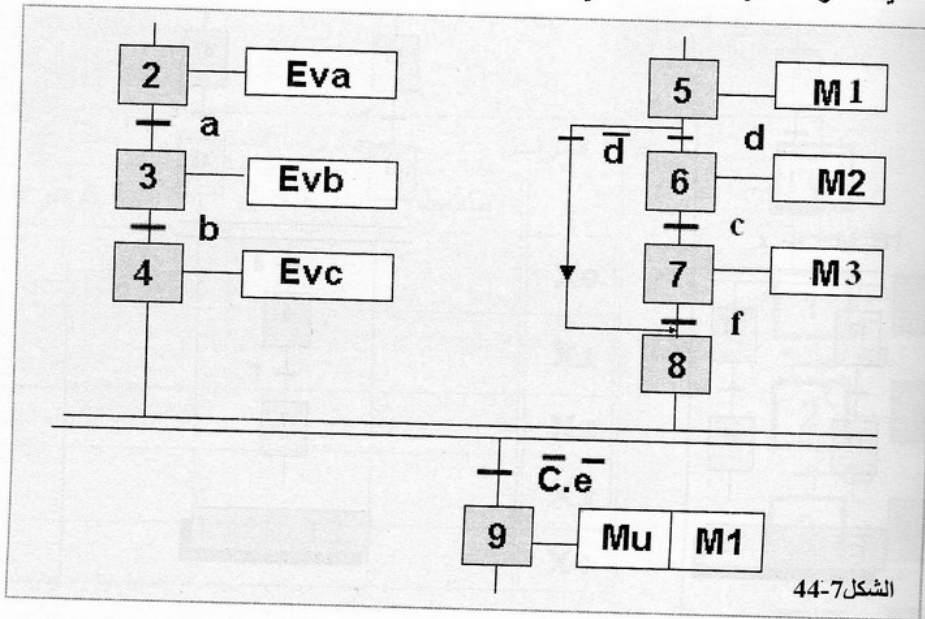 2 Eva
a
3 Evb
b
4 Evc
5 M1
d̅ d
6 M2
c
7 M3
f
8
C̅.e̅
9 Mu M1
الشكل7-44